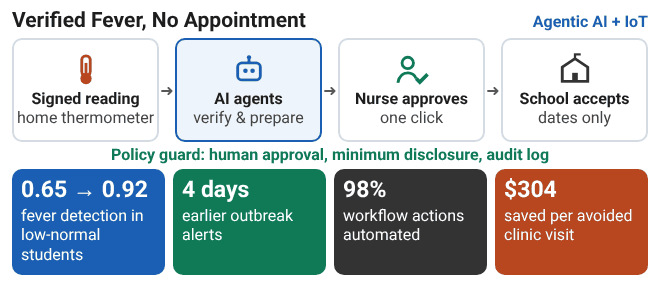 Verified Fever, No Appointment
Agentic AI + IoT
Signed reading
home thermometer
AI agents
verify & prepare
Nurse approves
one click
School accepts
dates only
Policy guard: human approval, minimum disclosure, audit log
0.65 → 0.92
fever detection in
low-normal
students
4 days
earlier outbreak
alerts
98%
workflow actions
automated
$304
saved per avoided
clinic visit